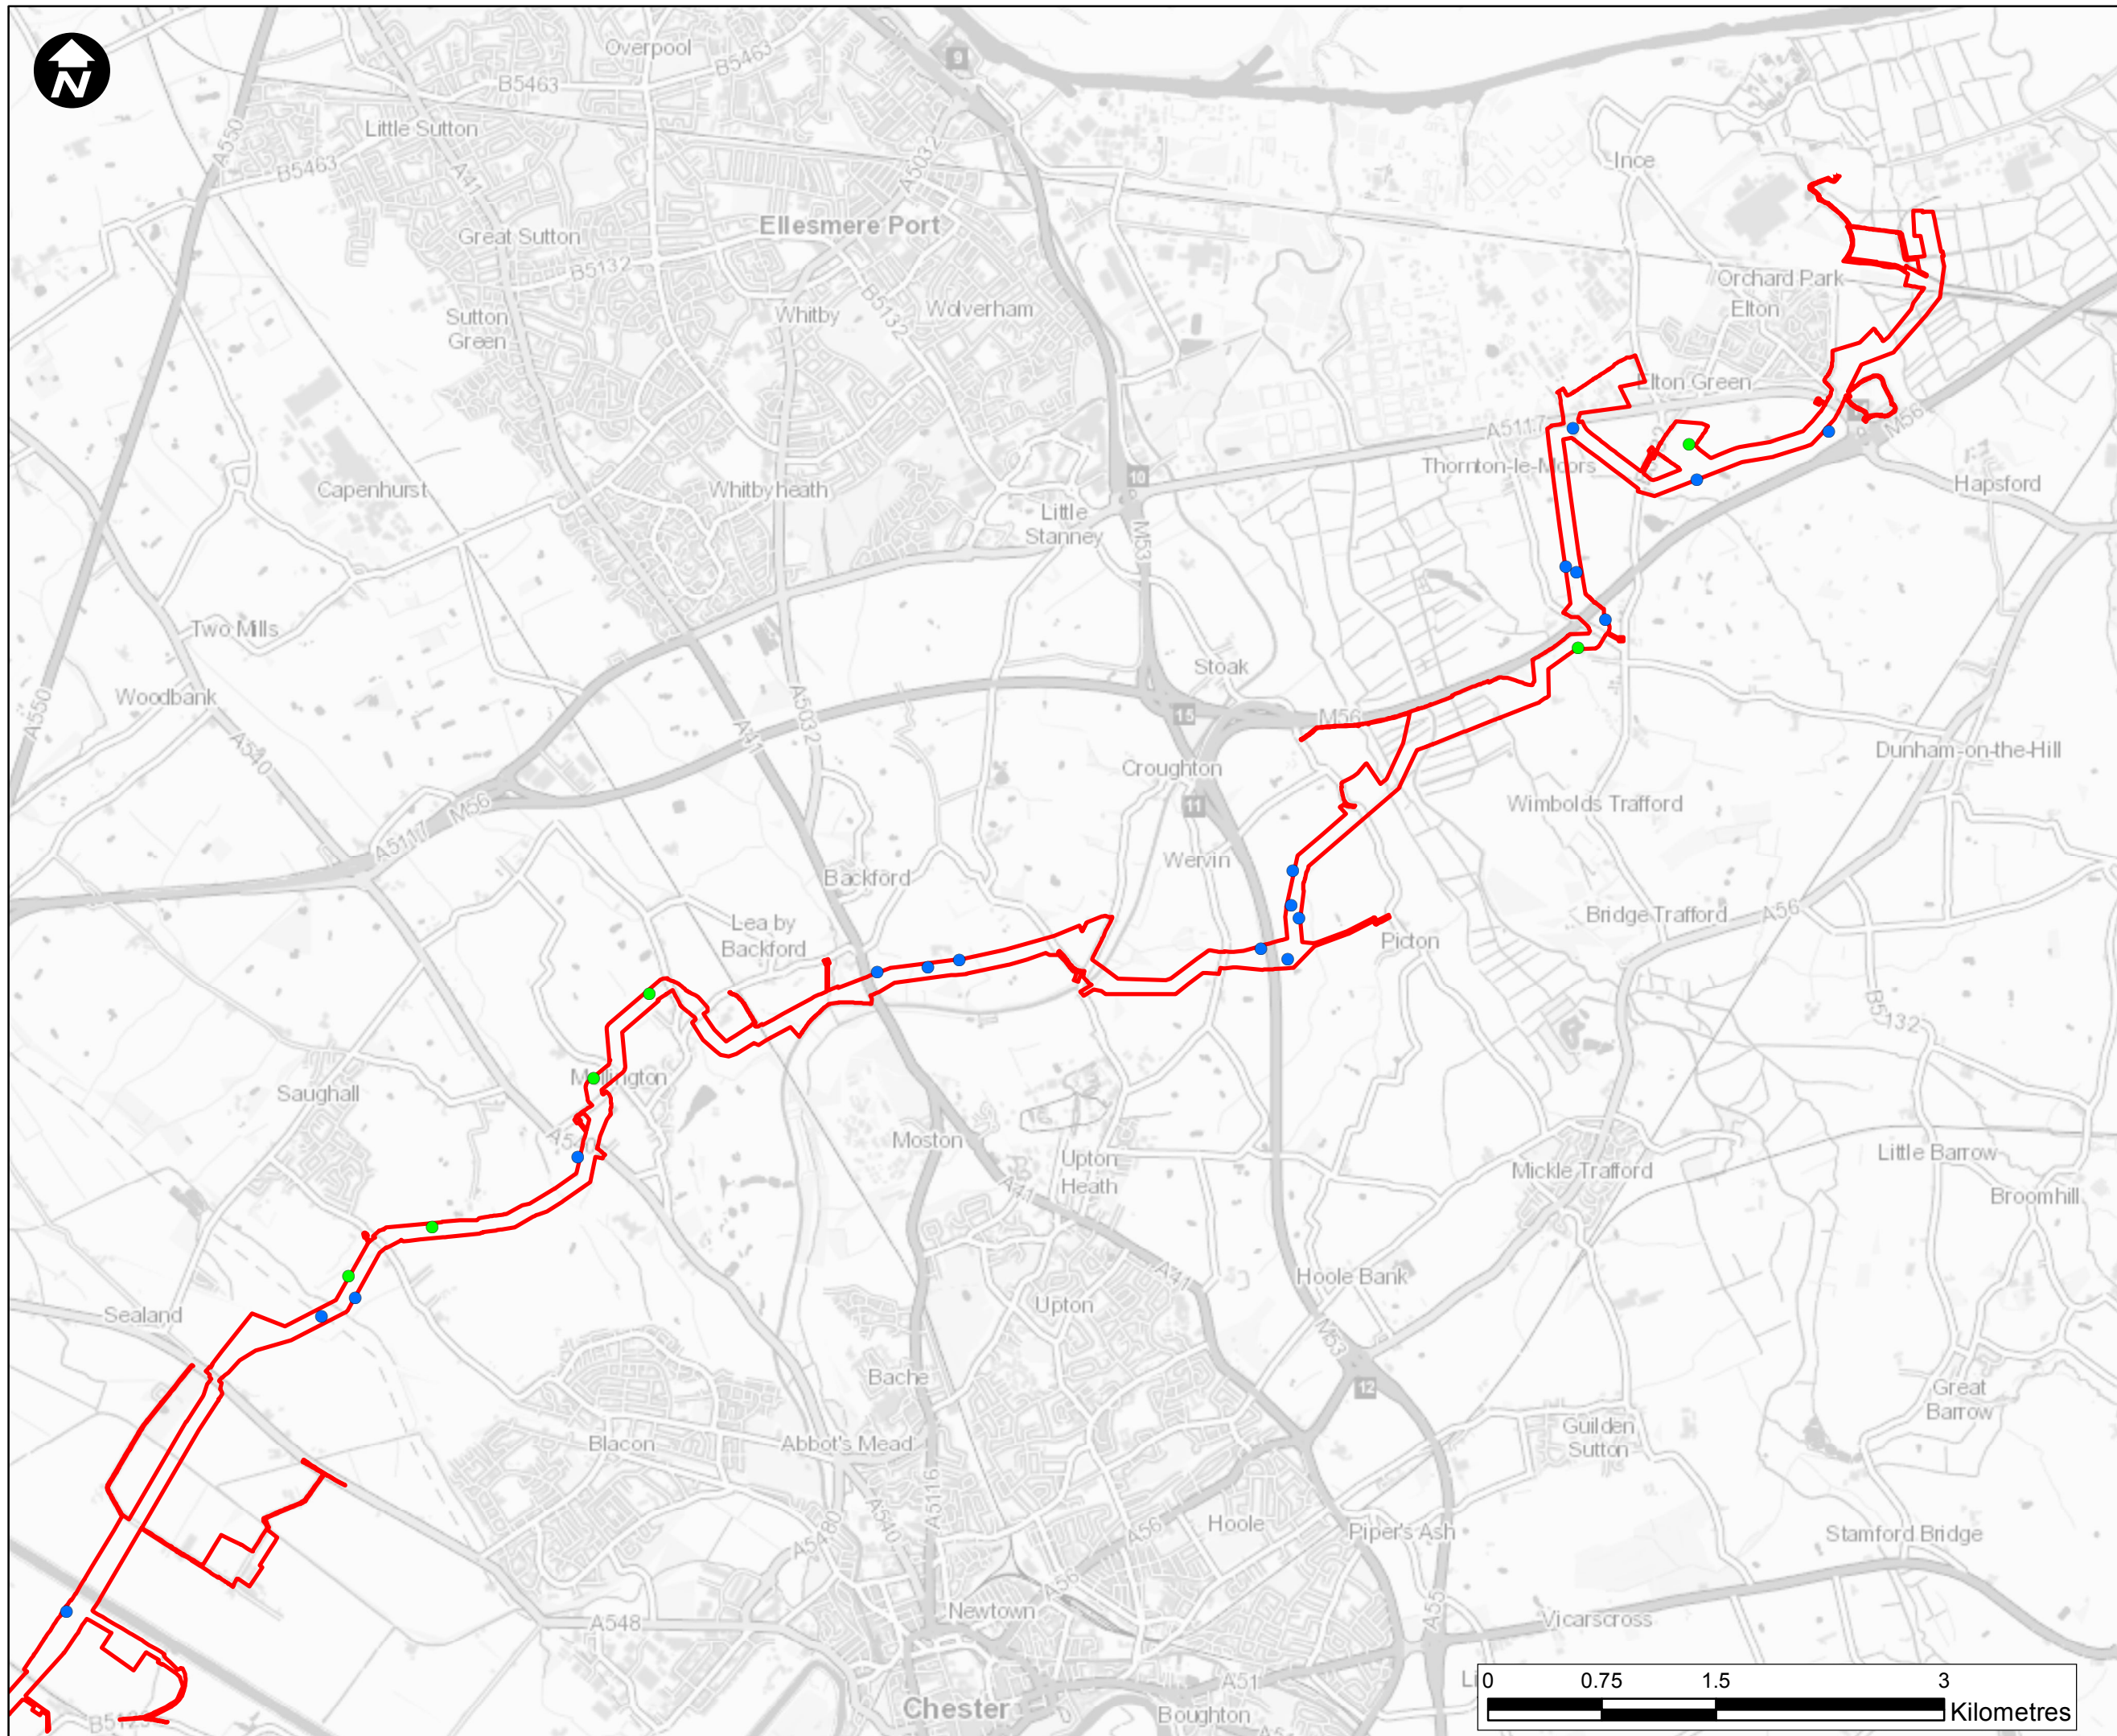 N
Overpool
B5463
9
B5463
Little Sutton
A550
B5463
A41
A5032
Ince
Great Sutton
Ellesmere Port
B5132
Orchard Park
Elton
Whitby
B5132
Wolverham
Sutton
Green
Elton Green
M56
A5117
Thornton-le-Moors
Capenhurst
Whitbyheath
10
Hapsford
Little
Stanney
M53
Two Mills
Stoak
Woodbank
A550
A540
A5032
A41
15
M56
Dunham-on-the-Hill
Croughton
11
Wimbolds Trafford
M56
A5117
Wervin
Backford
Lea by
Backford
Bridge Trafford
A56
Picton
B5132
Mollington
Saughall
Moston
Upton
Heath
Little Barrow
Mickle Trafford
A41
Broomhill
A41
Hoole Bank
Sealand
Upton
M53
Bache
12
Great
Barrow
Guilden
Sutton
Blacon
Abbot's Mead
A5116
A5480
A540
A56
Hoole
Piper's Ash
Stamford Bridge
A56
Newtown
A548
A55
Vicarscross
A51
Chester
Boughton
0 0.75 1.5 3
Kilometres